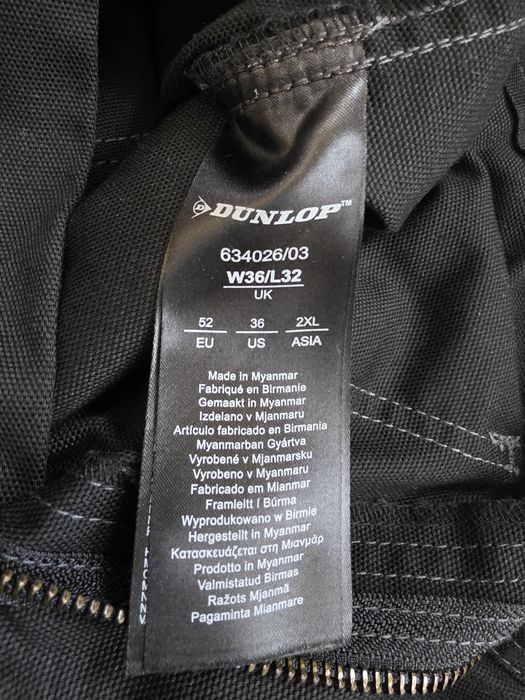 DUNLOP™
634026/03
W36/L32
UK
52 36 2XL
EU US ASIA
Made in Myanmar
Fabriqué en Birmanie
Gemaakt in Myanmar
Izdelano v Mjanmaru
Artículo fabricado en Birmania
Myanmarban Gyártva
Vyrobené v Mjanmarsku
Vyrobeno v Myanmaru
Fabricado em Mianmar
Framleitt í Búrma
Wyprodukowano w Birmie
Hergestellt in Myanmar
Κατασκευάζεται στη Μιανμάρ
Prodotto in Myanmar
Valmistatud Birmas
Ražots Mjanmā
Pagaminta Mianmare